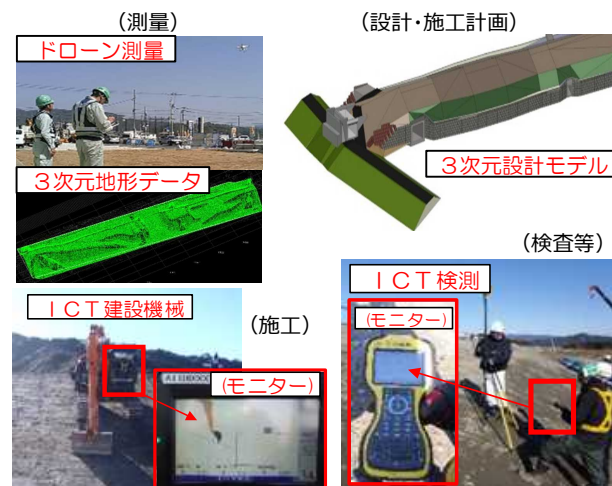 (測量)
ドローン測量
3次元地形データ
(設計・施工計画)
3次元設計モデル
(検査等)
ICT検測
(モニター)
ICT建設機械
(施工)
(モニター)